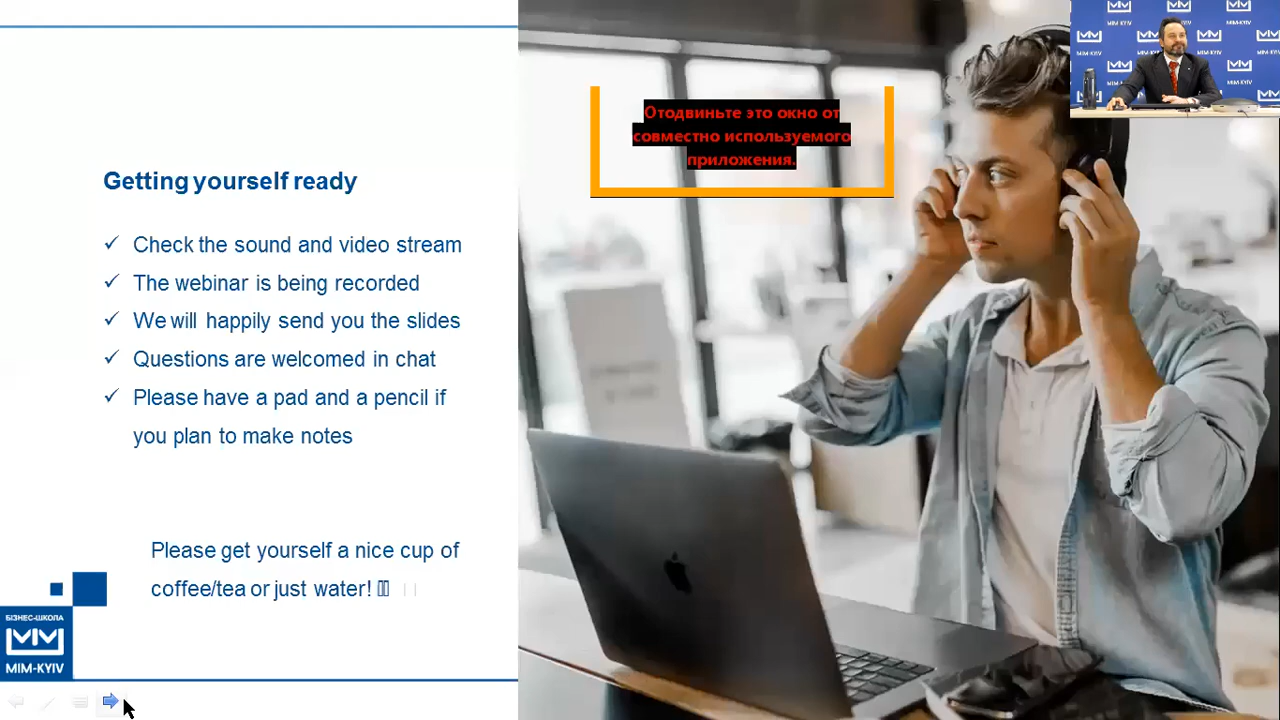 Getting yourself ready
✓ Check the sound and video stream
✓ The webinar is being recorded
✓ We will happily send you the slides
✓ Questions are welcomed in chat
✓ Please have a pad and a pencil if
you plan to make notes
Please get yourself a nice cup of
coffee/tea or just water!
БІЗНЕС-ШКОЛА
MIM-KYIV
Отодвиньте это окно от
совместно используемого
приложения.